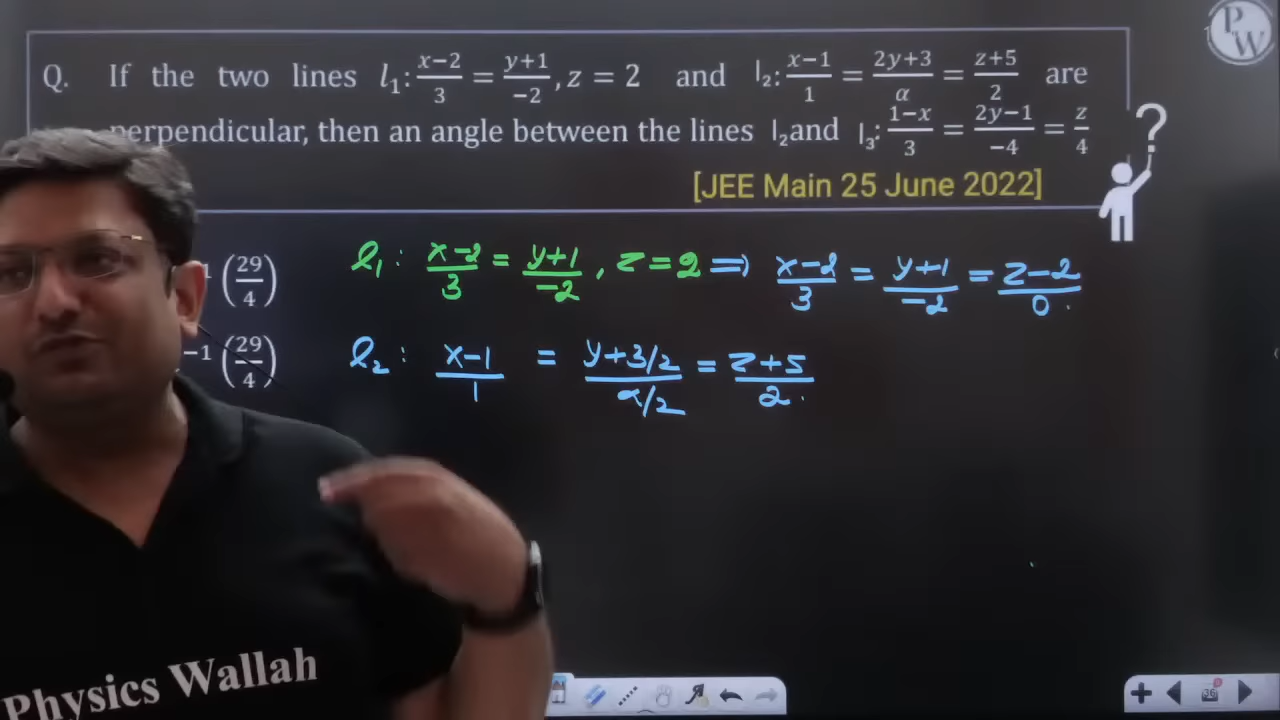 Q. If the two lines l₁: (x−2)/3 = (y+1)/−2, z = 2 and l₂: (x−1)/1 = (2y+3)/α = (z+5)/2 are
perpendicular, then an angle between the lines l₂and l₃: (1−x)/3 = (2y−1)/−4 = z/4
[JEE Main 25 June 2022]
(29/4)
−1 (29/4)
l₁ : (x−2)/3 = (y+1)/−2 , z = 2 ⇒ (x−2)/3 = (y+1)/−2 = (z−2)/0
l₂ : (x−1)/1 = (y+3/2)/(α/2) = (z+5)/2
?
PW
Physics Wallah
36